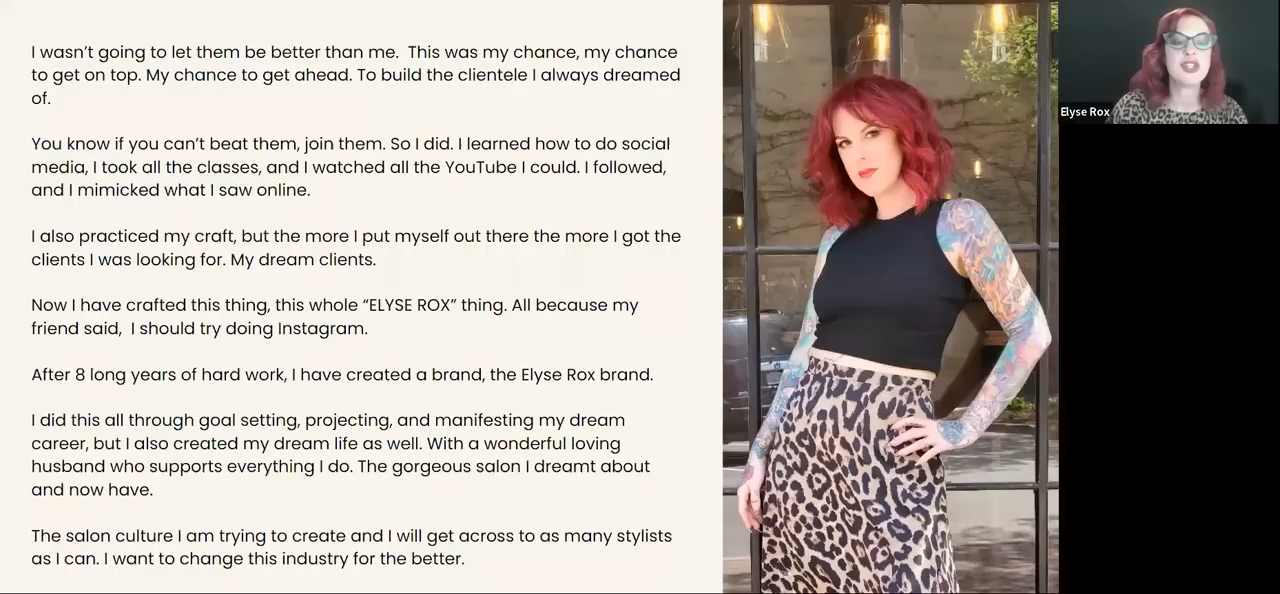 I wasn’t going to let them be better than me.  This was my chance, my chance
to get on top. My chance to get ahead. To build the clientele I always dreamed
of.
You know if you can’t beat them, join them. So I did. I learned how to do social
media, I took all the classes, and I watched all the YouTube I could. I followed,
and I mimicked what I saw online.
I also practiced my craft, but the more I put myself out there the more I got the
clients I was looking for. My dream clients.
Now I have crafted this thing, this whole “ELYSE ROX” thing. All because my
friend said,  I should try doing Instagram.
After 8 long years of hard work, I have created a brand, the Elyse Rox brand.
I did this all through goal setting, projecting, and manifesting my dream
career, but I also created my dream life as well. With a wonderful loving
husband who supports everything I do. The gorgeous salon I dreamt about
and now have.
The salon culture I am trying to create and I will get across to as many stylists
as I can. I want to change this industry for the better.
Elyse Rox